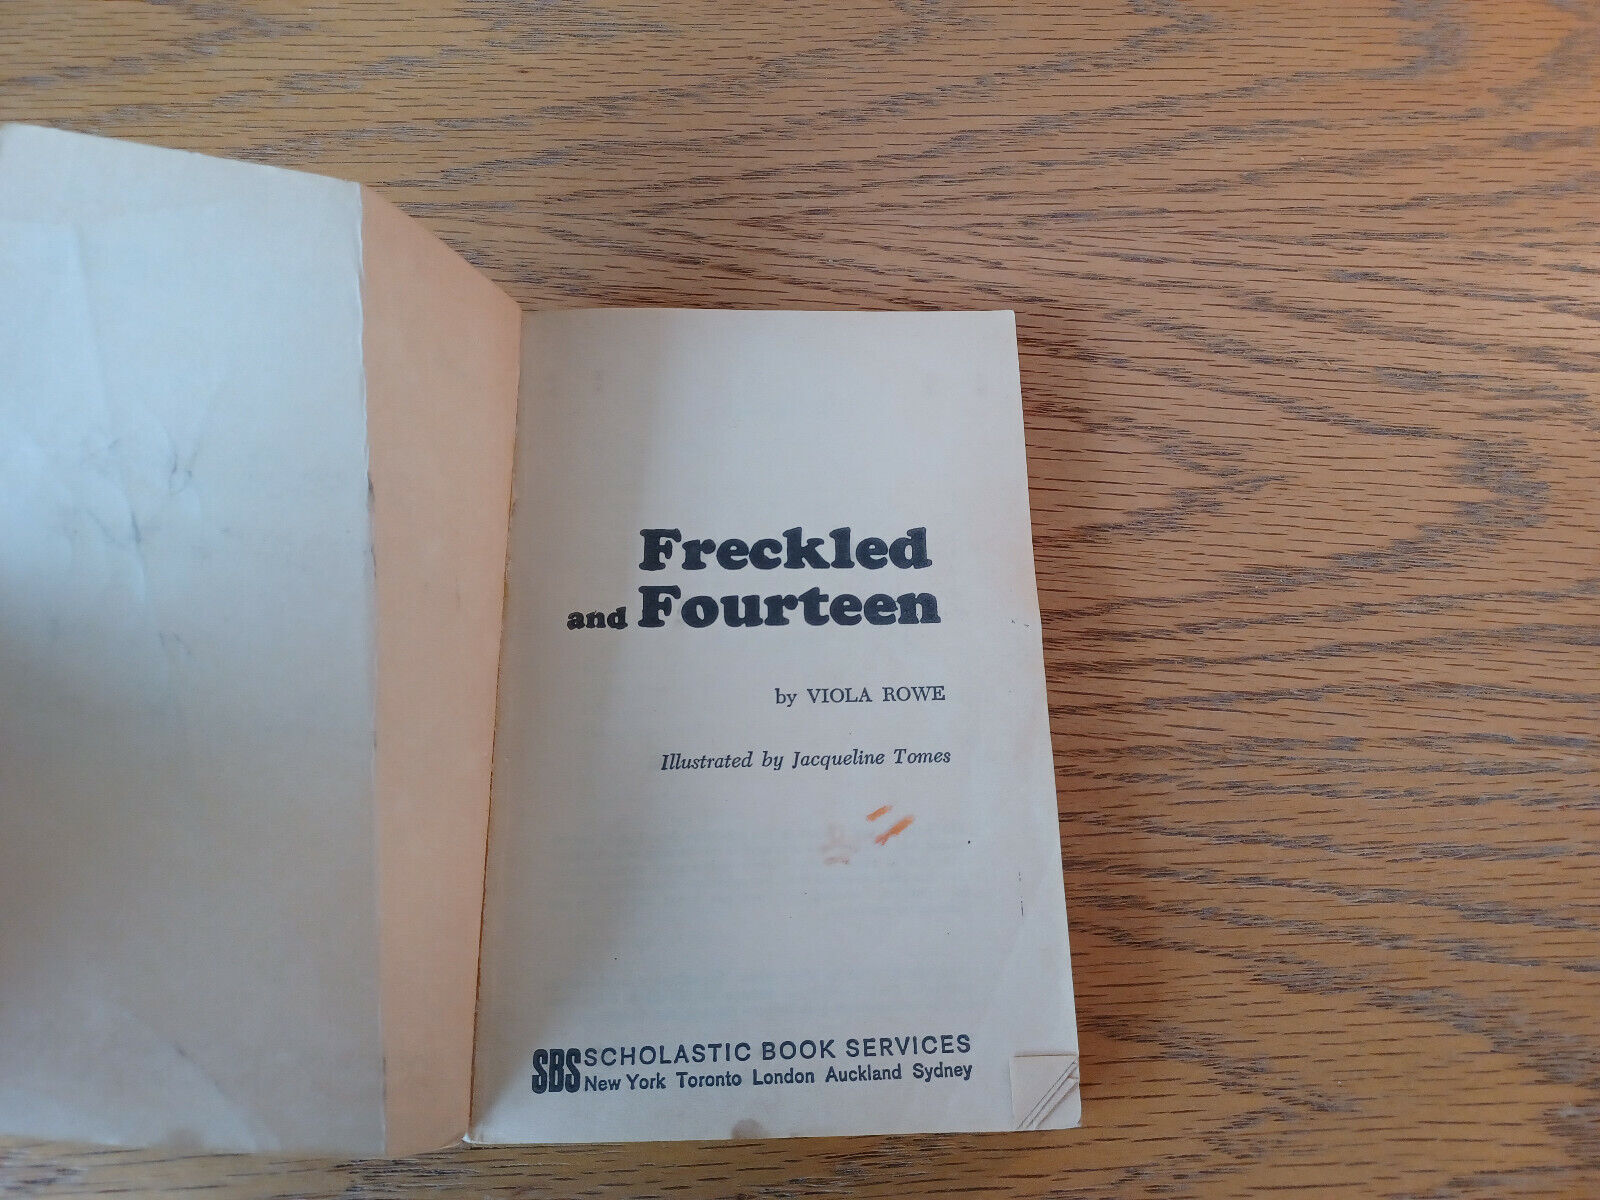 Freckled
and Fourteen
by VIOLA ROWE
Illustrated by Jacqueline Tomes
SBS SCHOLASTIC BOOK SERVICES
New York Toronto London Auckland Sydney